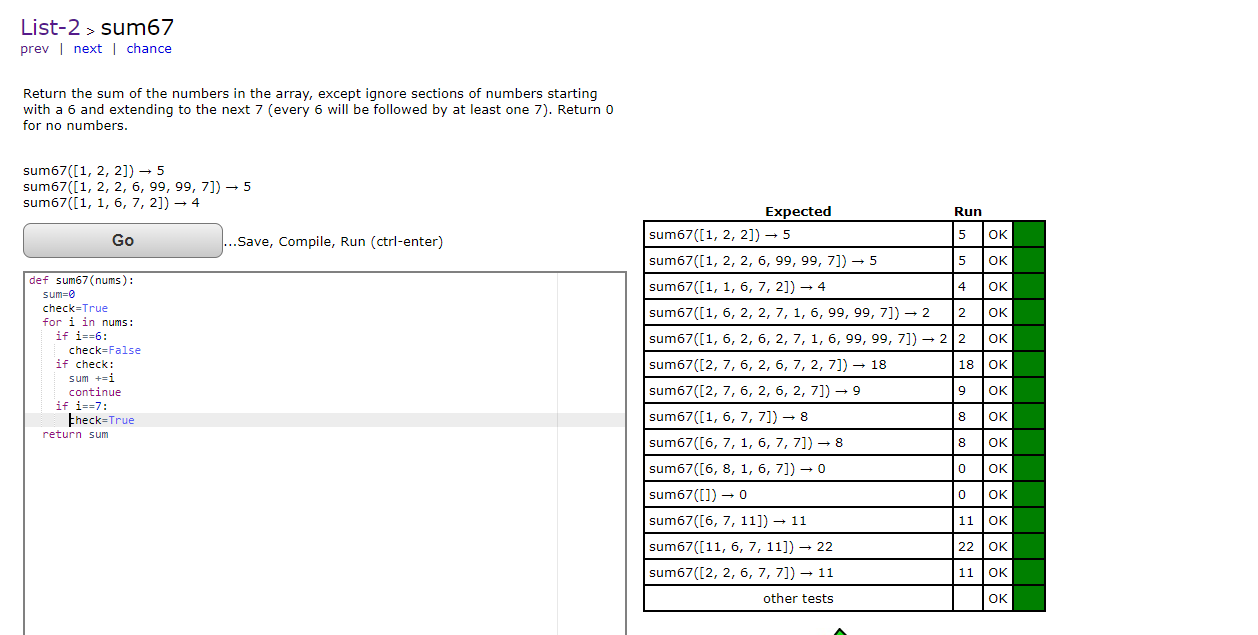 List-2 > sum67
prev | next | chance
Return the sum of the numbers in the array, except ignore sections of numbers starting
with a 6 and extending to the next 7 (every 6 will be followed by at least one 7). Return 0
for no numbers.
sum67([1, 2, 2]) → 5
sum67([1, 2, 2, 6, 99, 99, 7]) → 5
sum67([1, 1, 6, 7, 2]) → 4
Go ...Save, Compile, Run (ctrl-enter)
def sum67(nums):
  sum=0
  check=True
  for i in nums:
    if i==6:
      check=False
    if check:
      sum +=i
      continue
    if i==7:
      check=True
  return sum
Expected Run
sum67([1, 2, 2]) → 5 5 OK
sum67([1, 2, 2, 6, 99, 99, 7]) → 5 5 OK
sum67([1, 1, 6, 7, 2]) → 4 4 OK
sum67([1, 6, 2, 2, 7, 1, 6, 99, 99, 7]) → 2 2 OK
sum67([1, 6, 2, 6, 2, 7, 1, 6, 99, 99, 7]) → 2 2 OK
sum67([2, 7, 6, 2, 6, 7, 2, 7]) → 18 18 OK
sum67([2, 7, 6, 2, 6, 2, 7]) → 9 9 OK
sum67([1, 6, 7, 7]) → 8 8 OK
sum67([6, 7, 1, 6, 7, 7]) → 8 8 OK
sum67([6, 8, 1, 6, 7]) → 0 0 OK
sum67([]) → 0 0 OK
sum67([6, 7, 11]) → 11 11 OK
sum67([11, 6, 7, 11]) → 22 22 OK
sum67([2, 2, 6, 7, 7]) → 11 11 OK
other tests OK